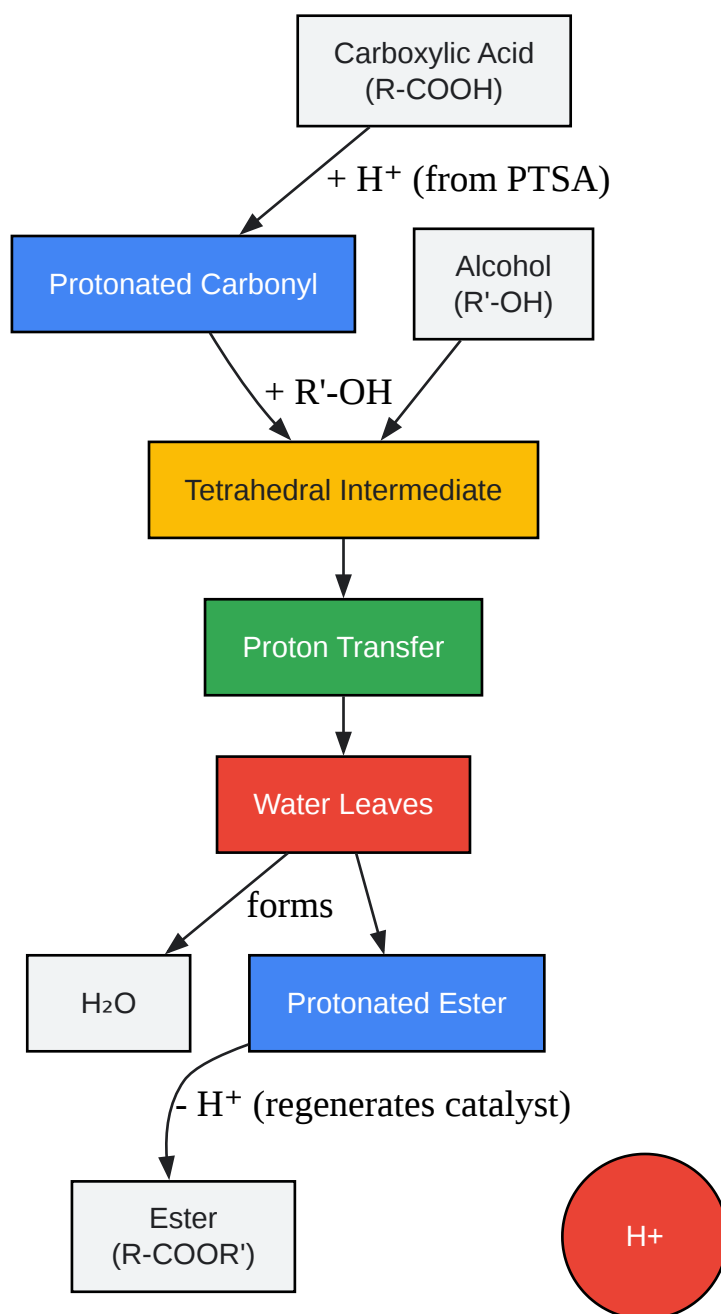 Carboxylic Acid
(R-COOH)
+ H⁺ (from PTSA)
Protonated Carbonyl
Alcohol
(R'-OH)
+ R'-OH
Tetrahedral Intermediate
Proton Transfer
Water Leaves
forms
H₂O
Protonated Ester
- H⁺ (regenerates catalyst)
Ester
(R-COOR')
H+